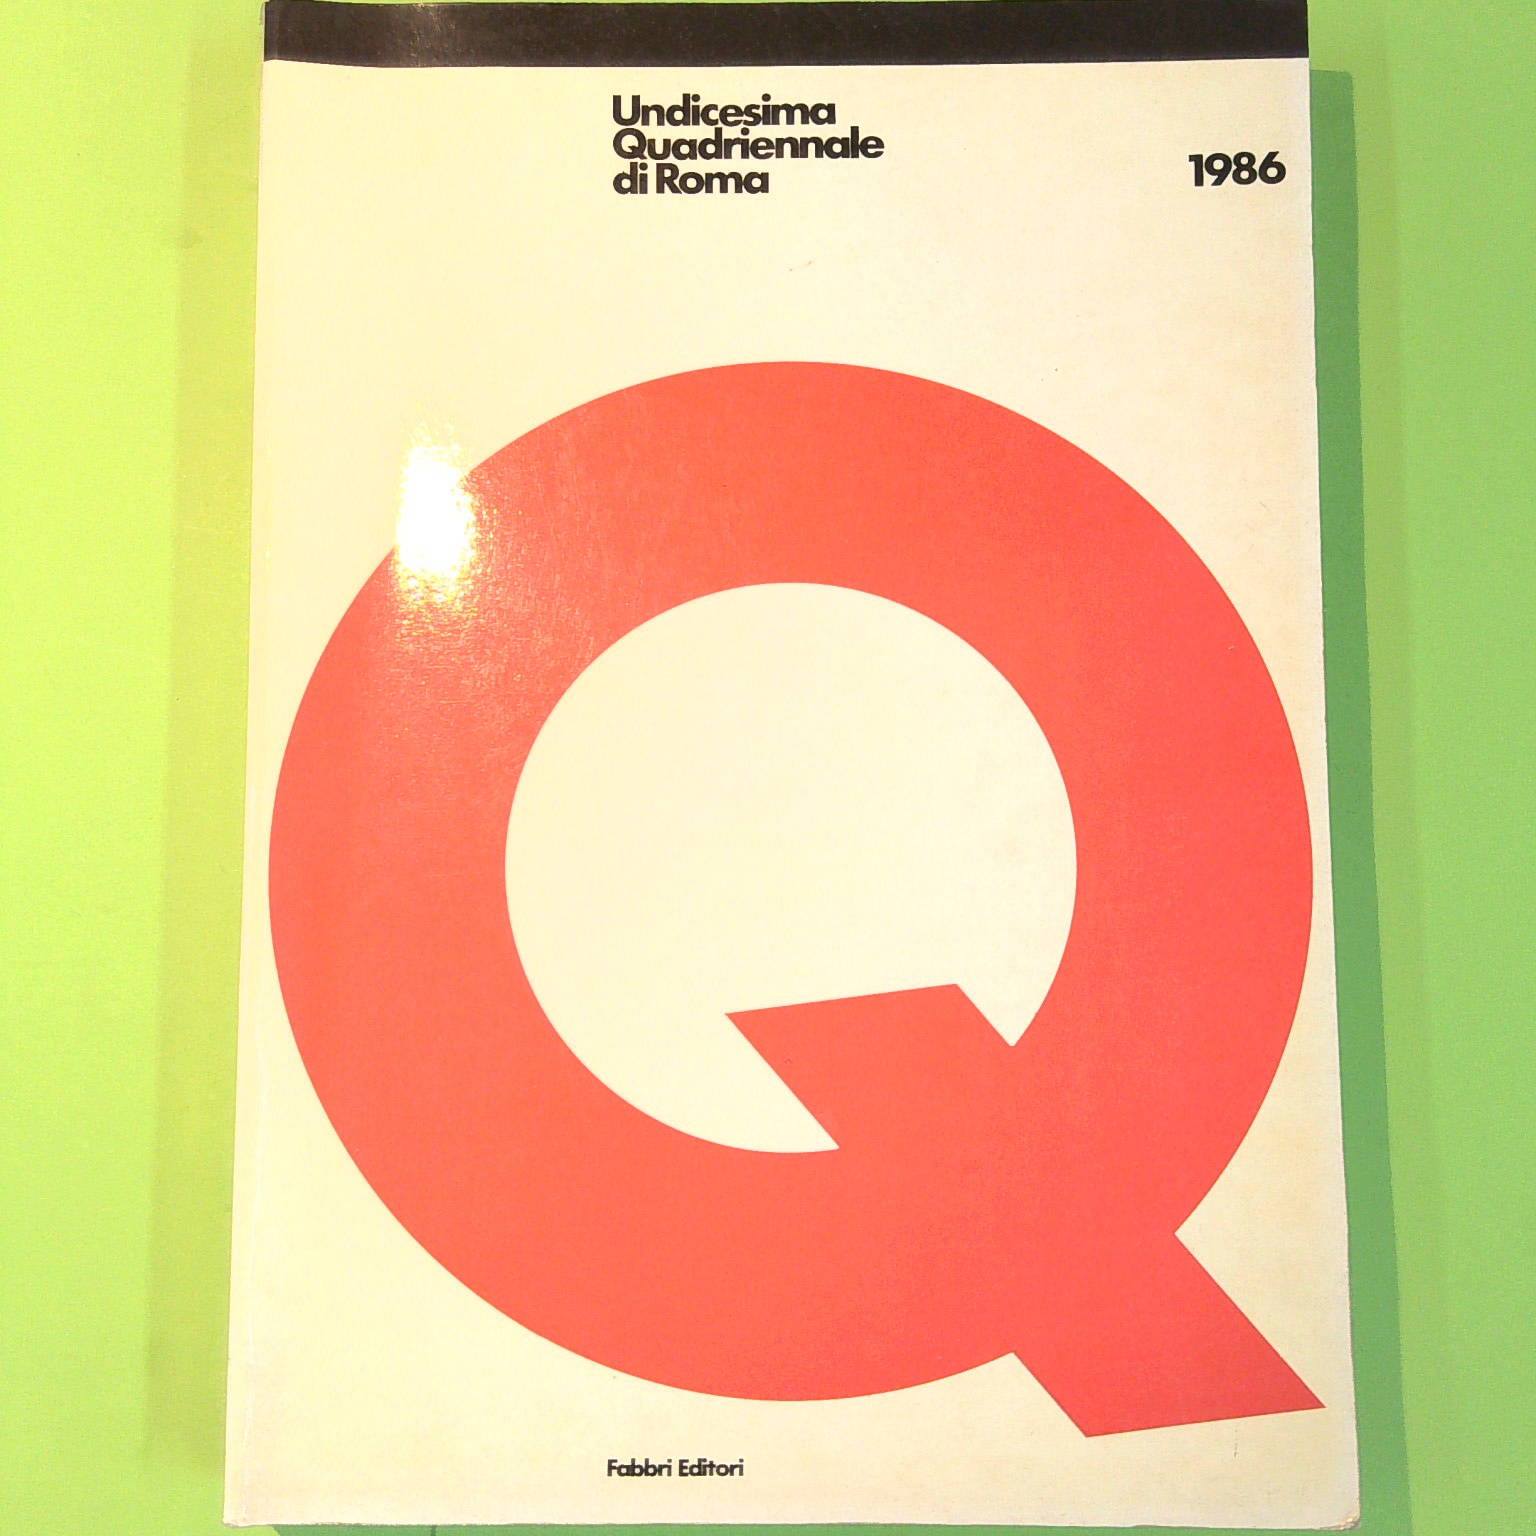 Undicesima
Quadriennale
di Roma
1986
Q
Fabbri Editori